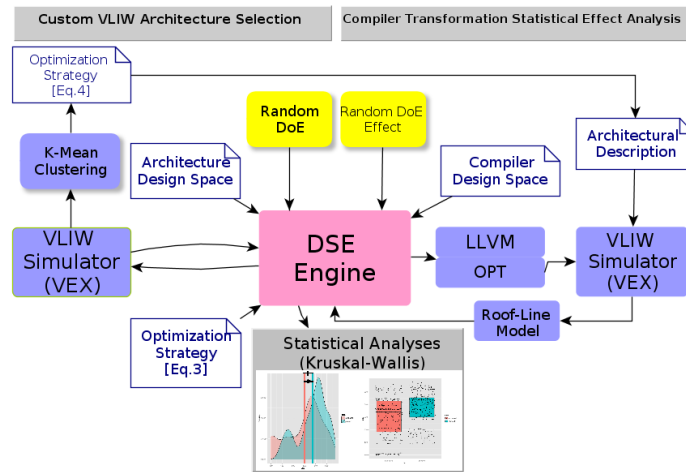 Custom VLIW Architecture Selection
Compiler Transformation Statistical Effect Analysis
Optimization
Strategy
[Eq.4]
Random
DoE
Random DoE
Effect
K-Mean
Clustering
Architecture
Design Space
Compiler
Design Space
Architectural
Description
VLIW
Simulator
(VEX)
DSE
Engine
LLVM
OPT
VLIW
Simulator
(VEX)
Roof-Line
Model
Optimization
Strategy
[Eq.3]
Statistical Analyses
(Kruskal-Wallis)